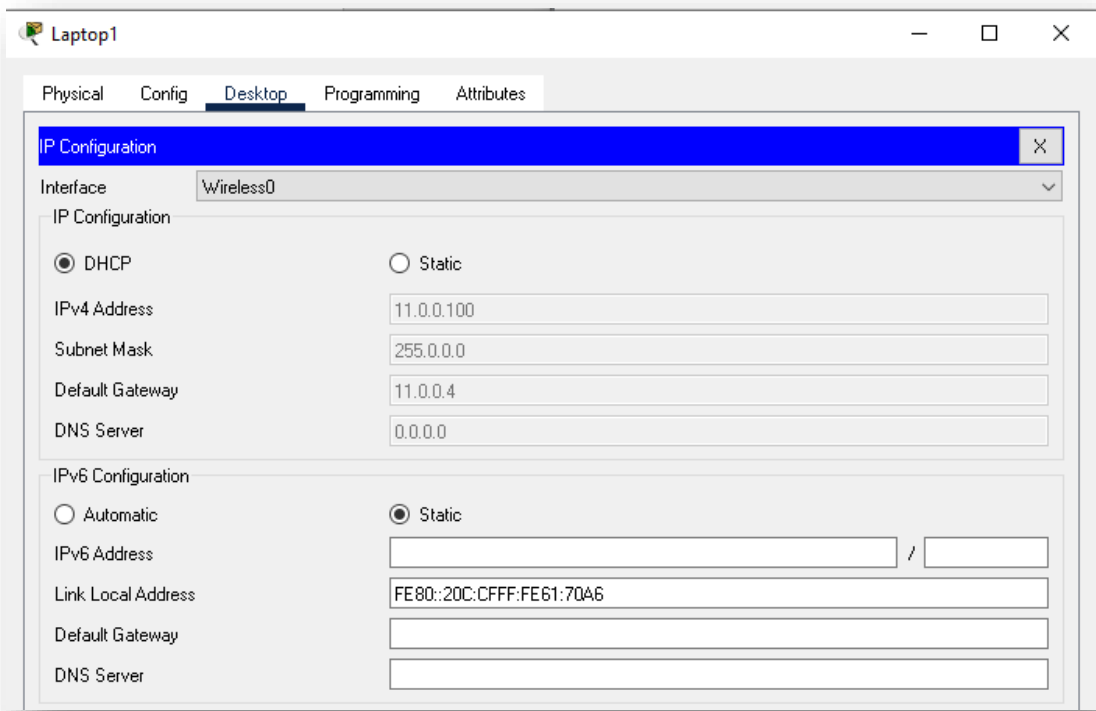 Laptop1
Physical Config Desktop Programming Attributes
IP Configuration X
Interface Wireless0
IP Configuration
DHCP Static
IPv4 Address 11.0.0.100
Subnet Mask 255.0.0.0
Default Gateway 11.0.0.4
DNS Server 0.0.0.0
IPv6 Configuration
Automatic Static
IPv6 Address /
Link Local Address FE80::20C:CFFF:FE61:70A6
Default Gateway
DNS Server